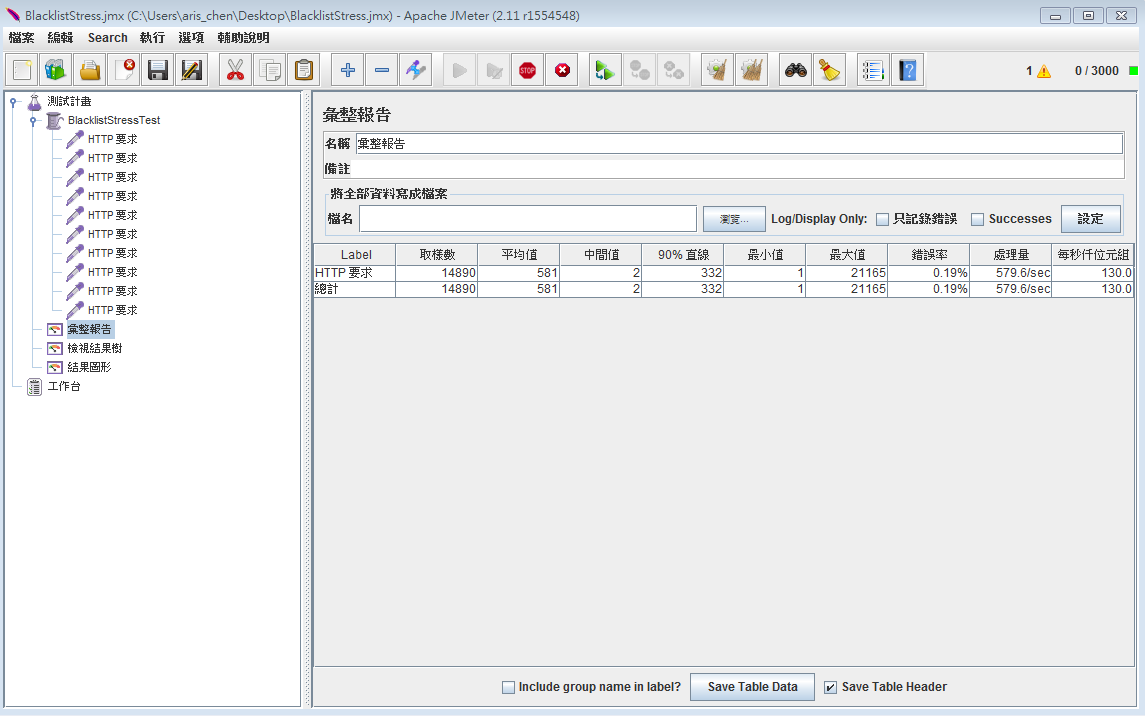 BlacklistStress.jmx (C:\Users\aris_chen\Desktop\BlacklistStress.jmx) - Apache JMeter (2.11 r1554548)
檔案 編輯 Search 執行 選項 輔助說明
STOP 1 0 / 3000
測試計畫
BlacklistStressTest
HTTP 要求
HTTP 要求
HTTP 要求
HTTP 要求
HTTP 要求
HTTP 要求
HTTP 要求
HTTP 要求
HTTP 要求
HTTP 要求
彙整報告
檢視結果樹
結果圖形
工作台
彙整報告
名稱 彙整報告
備註
將全部資料寫成檔案
檔名 瀏覽... Log/Display Only: 只記錄錯誤 Successes 設定
Label 取樣數 平均值 中間值 90% 直線 最小值 最大值 錯誤率 處理量 每秒仟位元組
HTTP 要求 14890 581 2 332 1 21165 0.19% 579.6/sec 130.0
總計 14890 581 2 332 1 21165 0.19% 579.6/sec 130.0
Include group name in label? Save Table Data Save Table Header